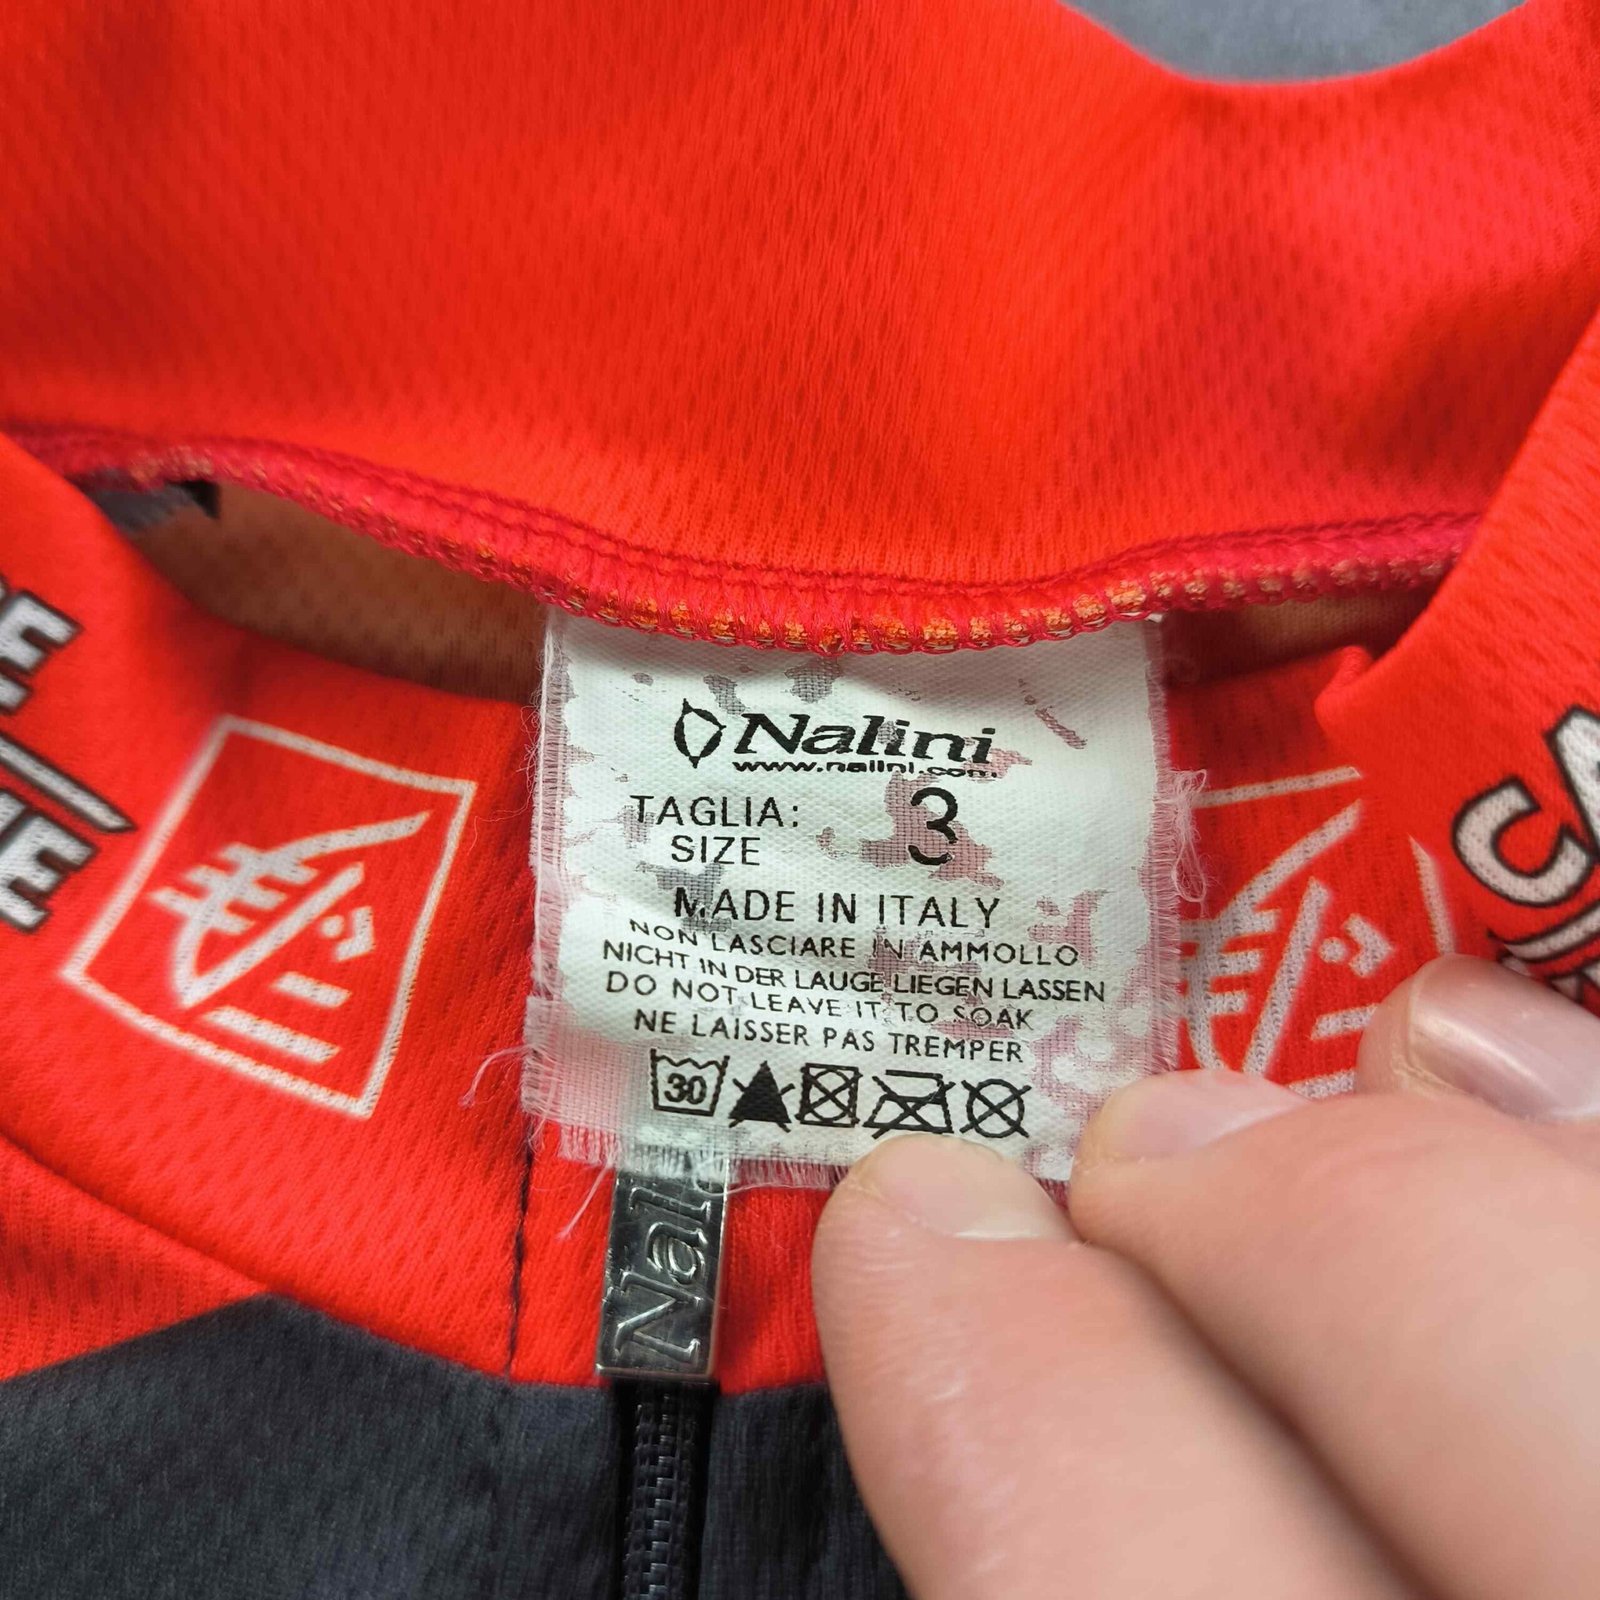 Nalini
www.nalini.com
TAGLIA: 3
SIZE
MADE IN ITALY
NON LASCIARE IN AMMOLLO
NICHT IN DER LAUGE LIEGEN LASSEN
DO NOT LEAVE IT TO SOAK
NE LAISSER PAS TREMPER
30